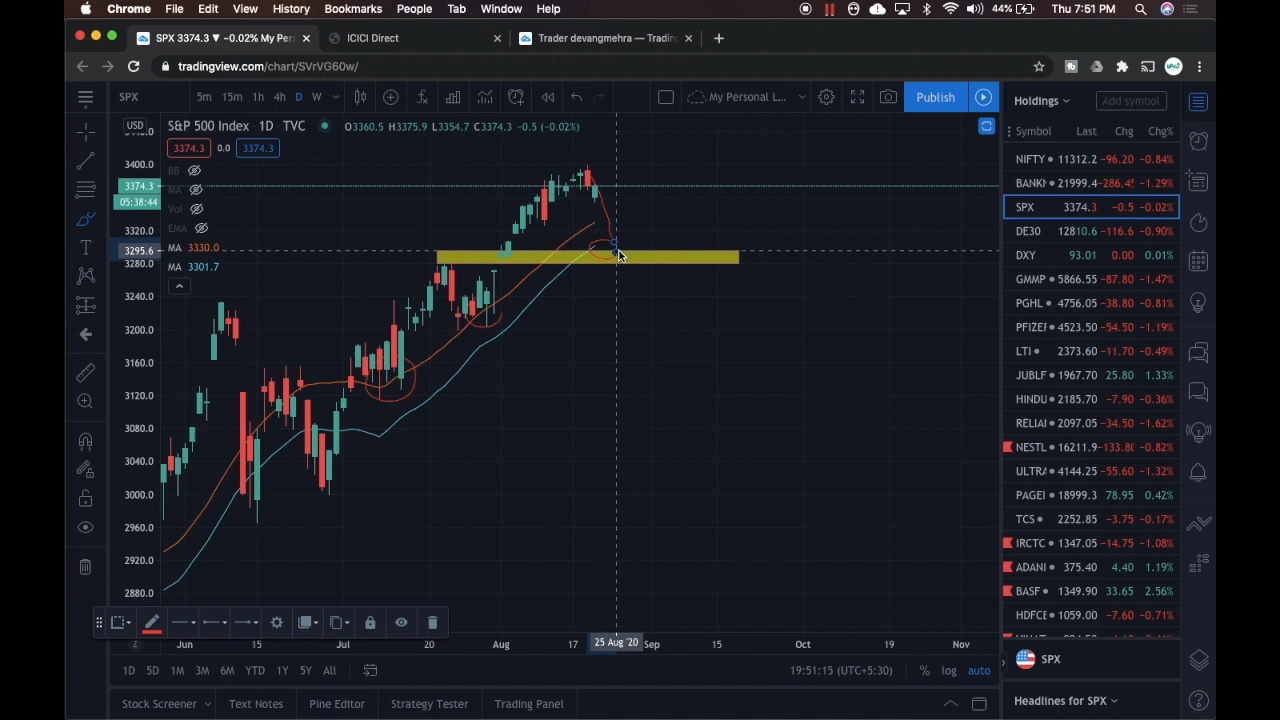 Chrome File Edit View History Bookmarks People Tab Window Help 44% Thu 7:51 PM
SPX 3374.3 ▼ −0.02% My Per ICICI Direct Trader devangmehra — Trading
tradingview.com/chart/SVrVG60w/
SPX 5m 15m 1h 4h D W My Personal L... Publish
Holdings Add symbol
USD S&P 500 Index · 1D · TVC O3360.5 H3375.9 L3354.7 C3374.3 −0.5 (−0.02%)
Symbol Last Chg Chg%
3374.3 0.0 3374.3
BB
MA
Vol
EMA
MA 3330.0
MA 3301.7
3400.0
3374.3
05:38:44
3320.0
3295.6
3280.0
3240.0
3200.0
3160.0
3120.0
3080.0
3040.0
3000.0
2960.0
2920.0
2880.0
NIFTY 11312.2 −96.20 −0.84%
BANKN 21999.4 −286.45 −1.29%
SPX 3374.3 −0.5 −0.02%
DE30 12810.6 −116.6 −0.90%
DXY 93.01 0.00 0.01%
GMMP 5866.55 −87.80 −1.47%
PGHL 4756.05 −38.80 −0.81%
PFIZER 4523.50 −54.50 −1.19%
LTI 2373.60 −11.70 −0.49%
JUBLF 1967.70 25.80 1.33%
HINDU 2185.70 −7.90 −0.36%
RELIAI 2097.05 −34.50 −1.62%
NESTL 16211.9 −133.80 −0.82%
ULTRA 4144.25 −55.60 −1.32%
PAGEI 18999.3 78.95 0.42%
TCS 2252.85 −3.75 −0.17%
IRCTC 1347.05 −14.75 −1.08%
ADANI 375.40 4.40 1.19%
BASF 1349.90 33.65 2.56%
HDFCE 1059.00 −7.60 −0.71%
Z Jun 15 Jul 20 Aug 17 25 Aug '20 Sep 15 Oct 19 Nov
1D 5D 1M 3M 6M YTD 1Y 5Y All 19:51:15 (UTC+5:30) % log auto
SPX
Stock Screener Text Notes Pine Editor Strategy Tester Trading Panel
Headlines for SPX